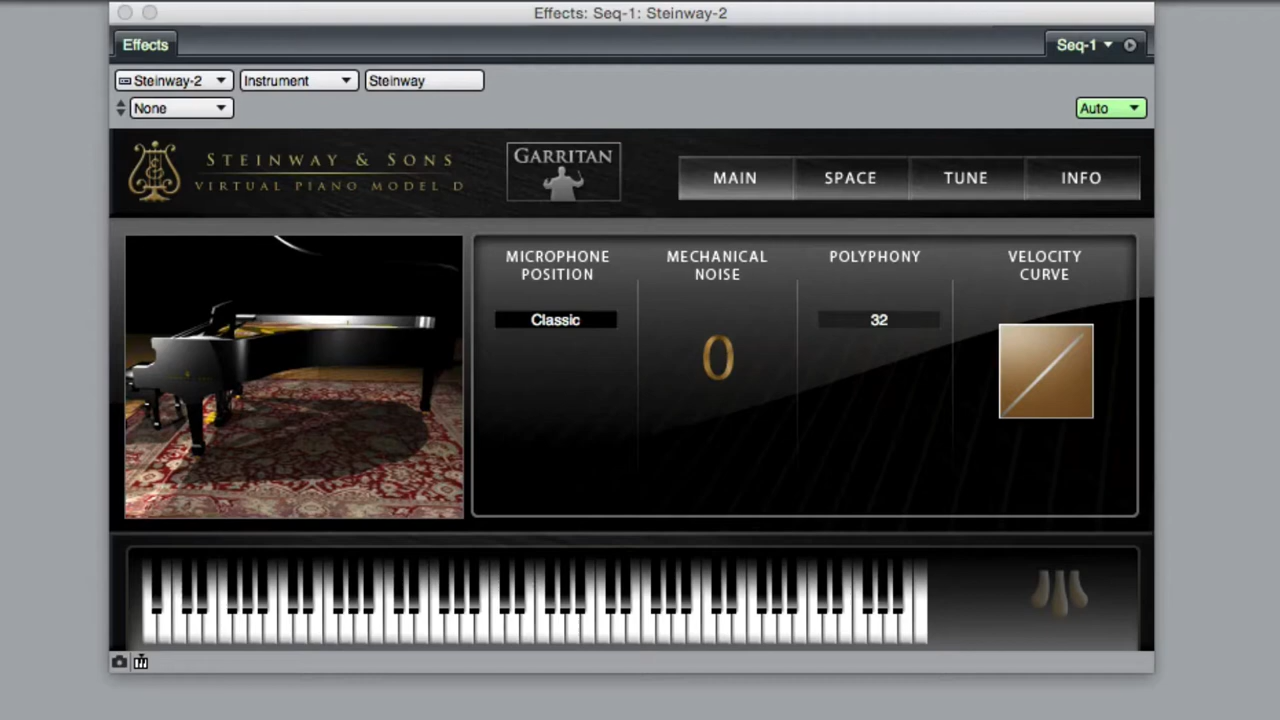 Effects: Seq-1: Steinway-2
Effects
Seq-1
Steinway-2
Instrument
Steinway
None
Auto
STEINWAY & SONS
VIRTUAL PIANO MODEL D
GARRITAN
MAIN
SPACE
TUNE
INFO
MICROPHONE
POSITION
Classic
MECHANICAL
NOISE
0
POLYPHONY
32
VELOCITY
CURVE